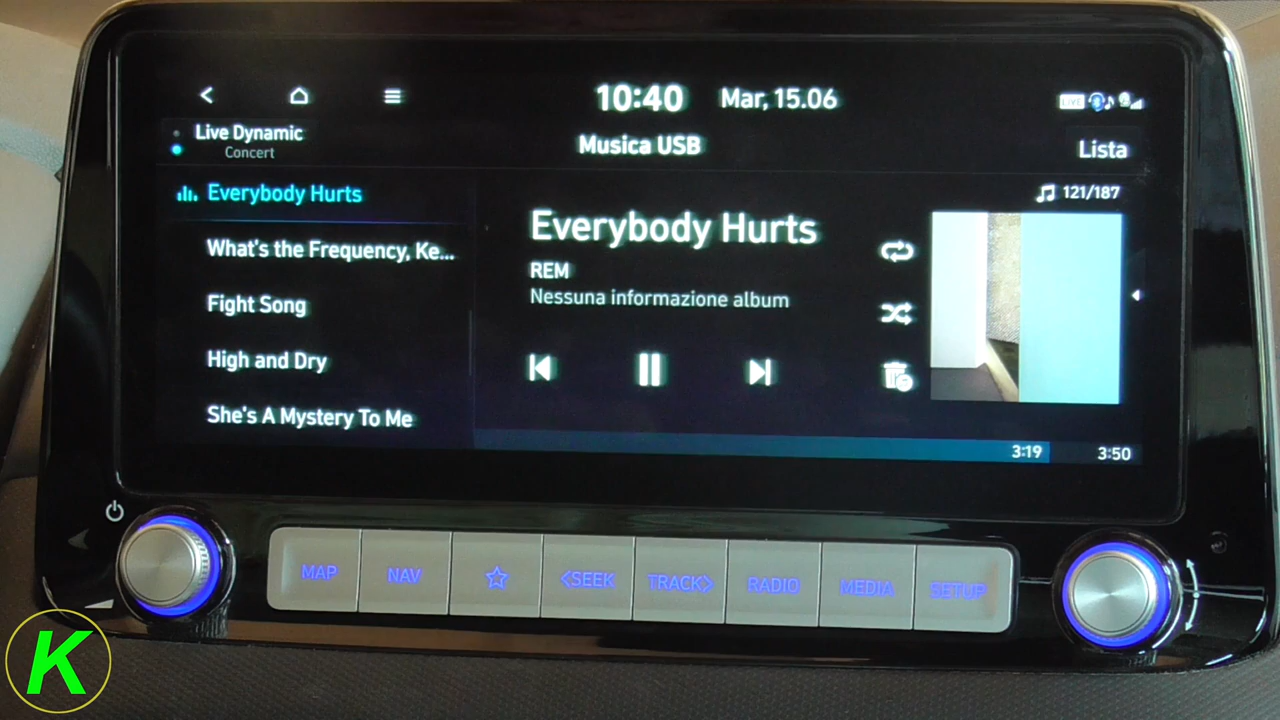 10:40
Mar, 15.06
LIVE
Live Dynamic
Concert
Musica USB
Lista
Everybody Hurts
What's the Frequency, Ke...
Fight Song
High and Dry
She's A Mystery To Me
121/187
Everybody Hurts
REM
Nessuna informazione album
3:19
3:50
MAP
NAV
<SEEK
TRACK>
RADIO
MEDIA
SETUP
K